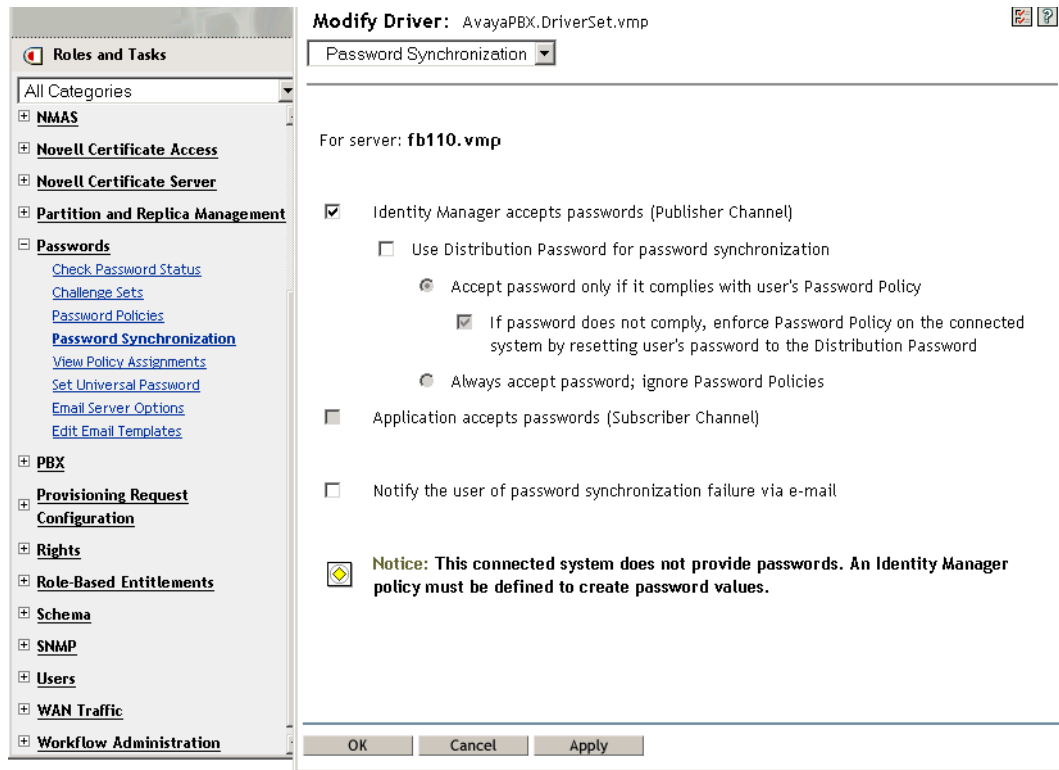 Roles and Tasks
All Categories
NMAS
Novell Certificate Access
Novell Certificate Server
Partition and Replica Management
Passwords
Check Password Status
Challenge Sets
Password Policies
Password Synchronization
View Policy Assignments
Set Universal Password
Email Server Options
Edit Email Templates
PBX
Provisioning Request
Configuration
Rights
Role-Based Entitlements
Schema
SNMP
Users
WAN Traffic
Workflow Administration
Modify Driver: AvayaPBX.DriverSet.vmp
?
Password Synchronization
For server: fb110.vmp
Identity Manager accepts passwords (Publisher Channel)
Use Distribution Password for password synchronization
Accept password only if it complies with user's Password Policy
If password does not comply, enforce Password Policy on the connected
system by resetting user's password to the Distribution Password
Always accept password; ignore Password Policies
Application accepts passwords (Subscriber Channel)
Notify the user of password synchronization failure via e-mail
Notice: This connected system does not provide passwords. An Identity Manager
policy must be defined to create password values.
OK Cancel Apply